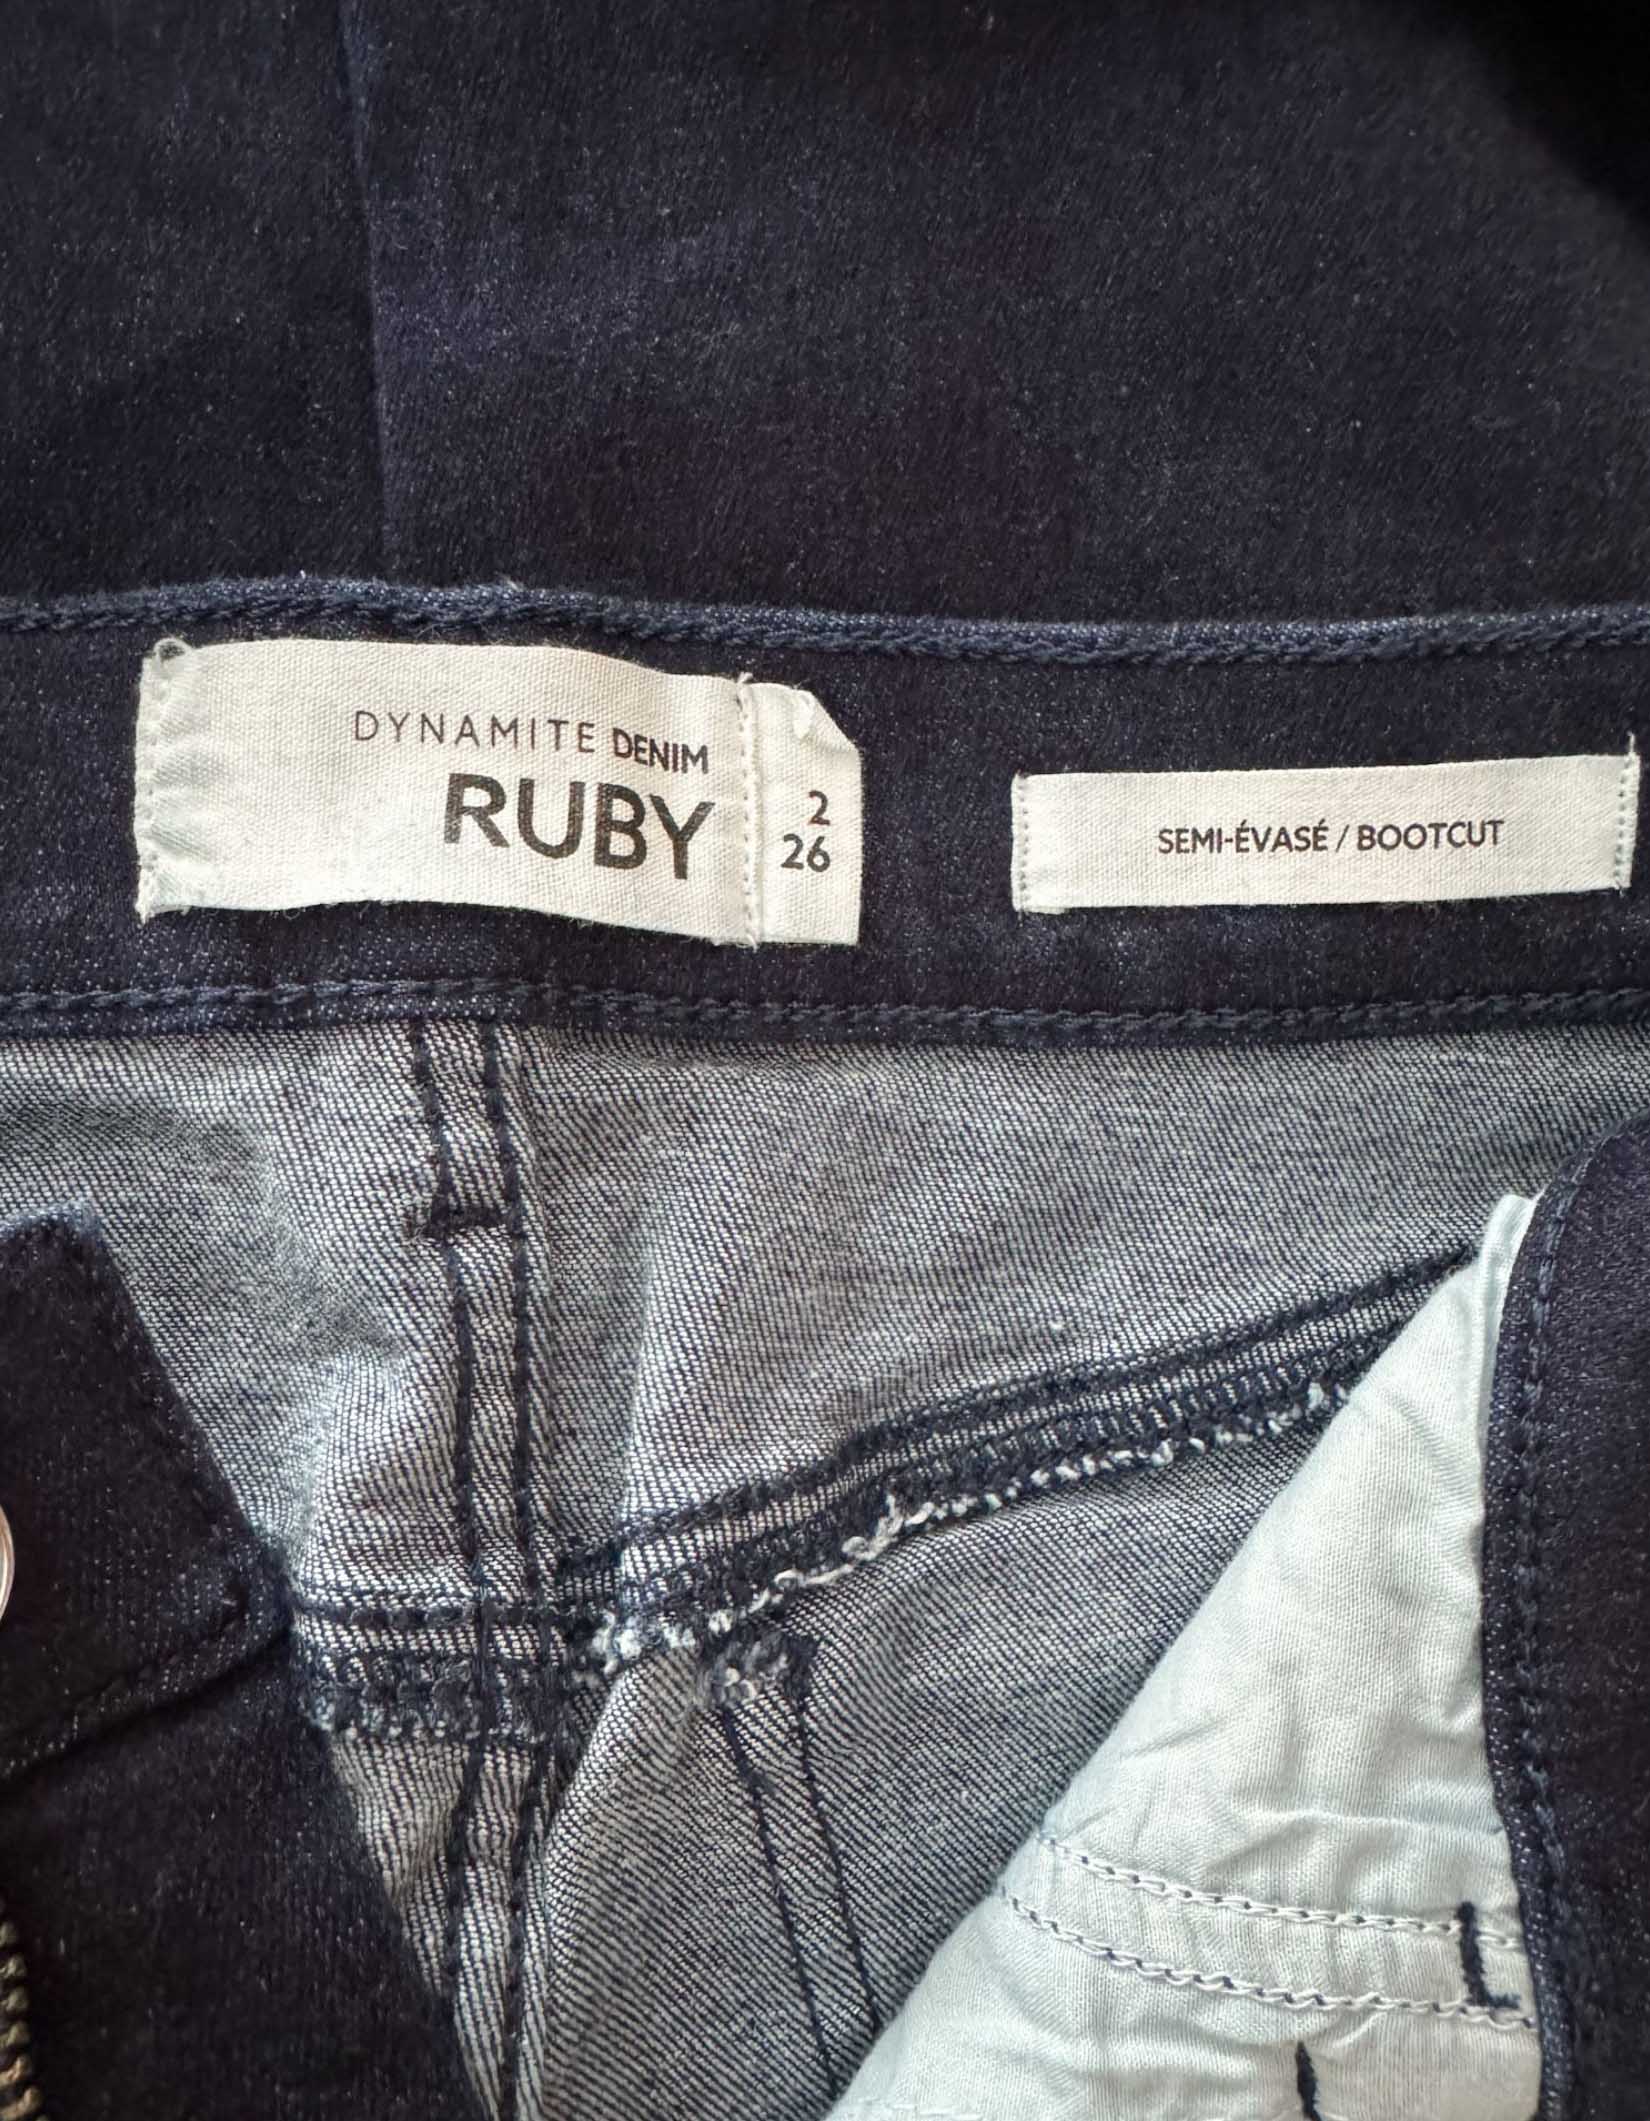 DYNAMITE DENIM
RUBY
2
26
SEMI-ÉVASÉ / BOOTCUT